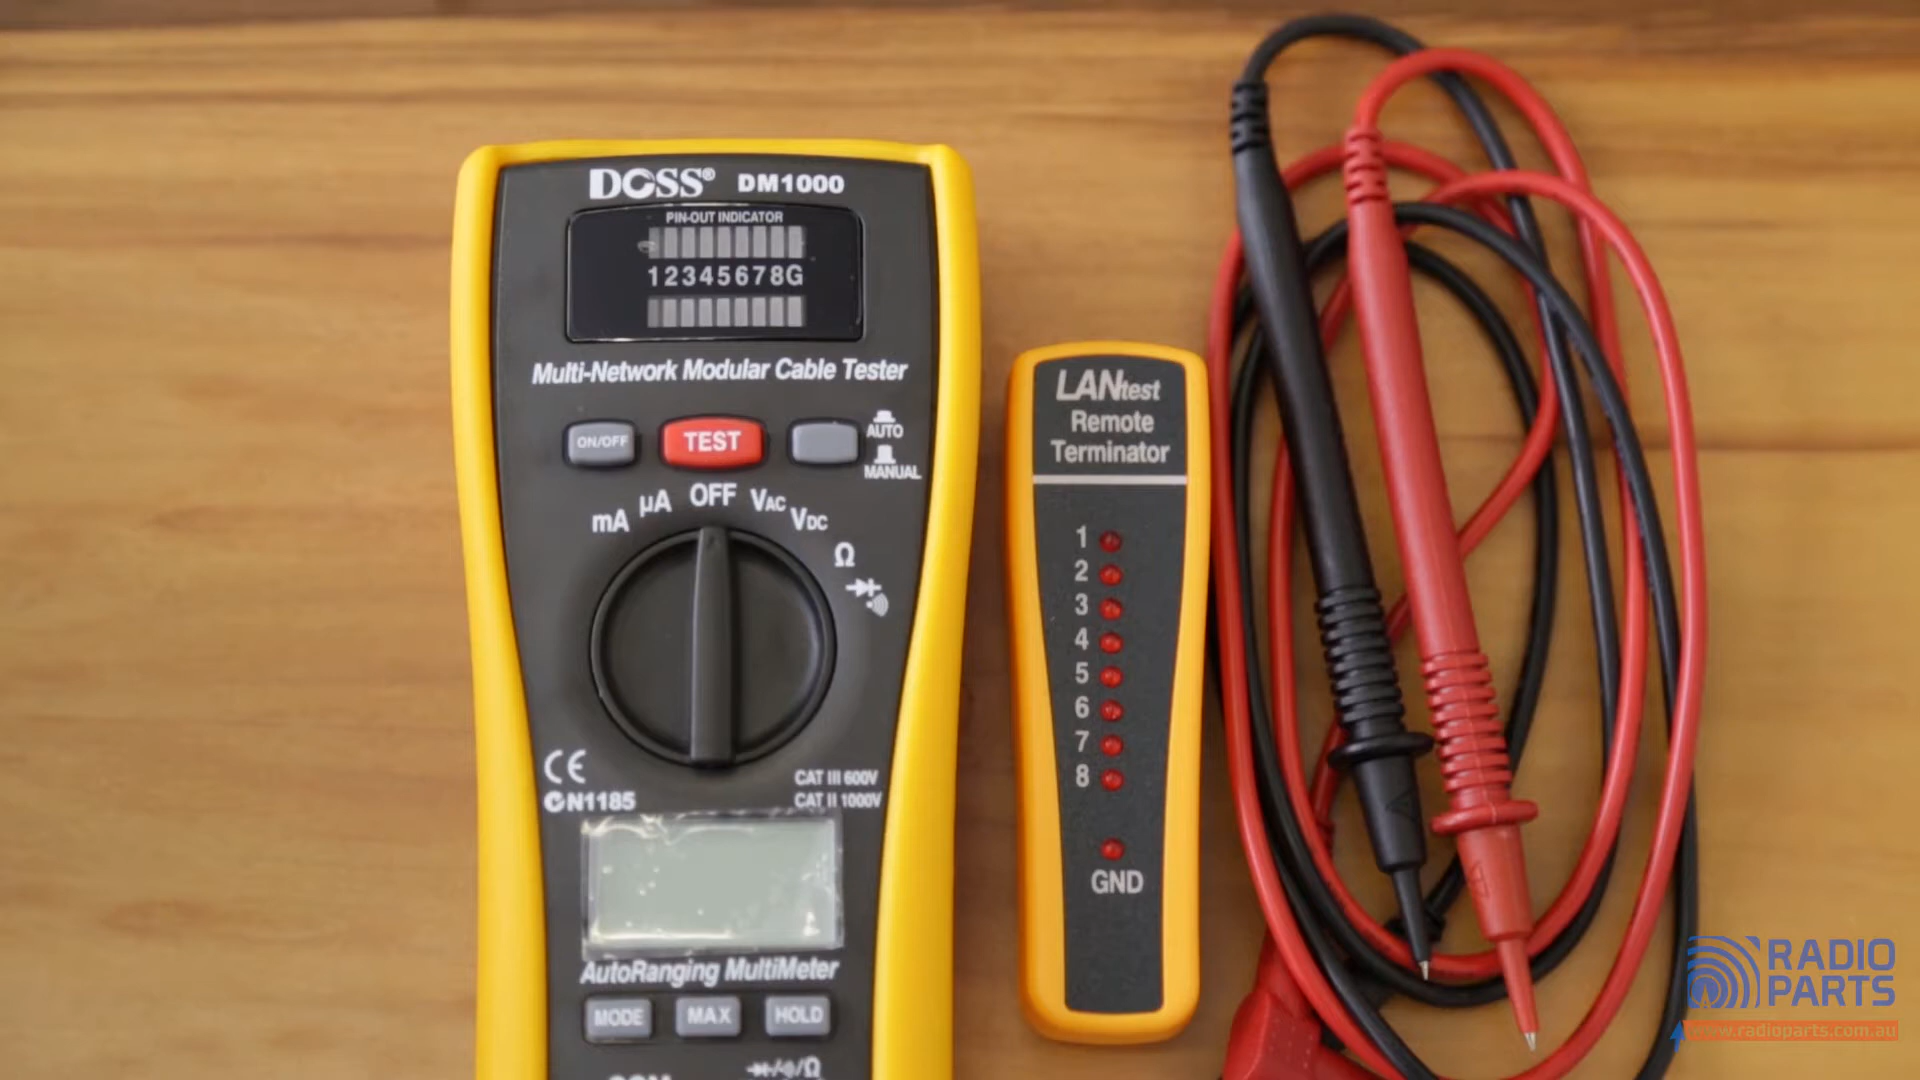 DOSS® DM1000
PIN-OUT INDICATOR
12345678G
Multi-Network Modular Cable Tester
ON/OFF
TEST
AUTO
MANUAL
mA
µA
OFF
VAC
VDC
Ω
CE
N1185
CAT III 600V
CAT II 1000V
AutoRanging MultiMeter
MODE
MAX
HOLD
COM
Ω
LANtest
Remote
Terminator
1
2
3
4
5
6
7
8
GND
RADIO
PARTS
www.radioparts.com.au